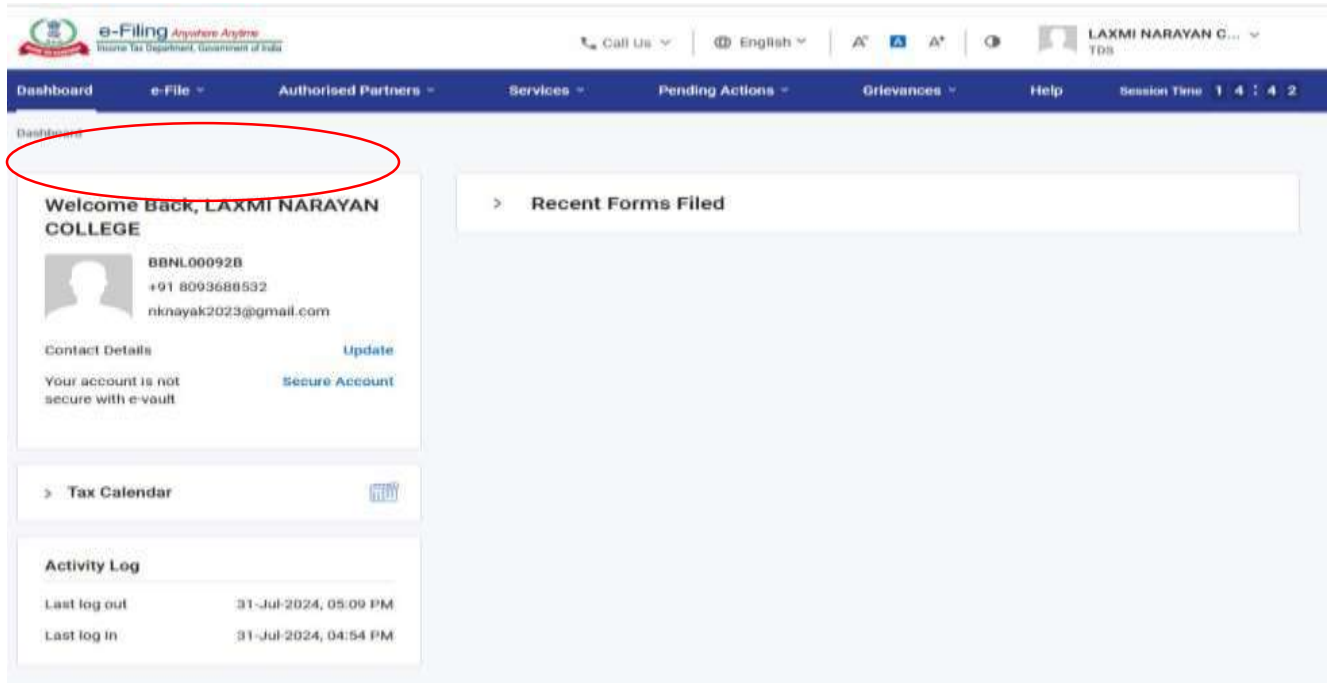 e-Filing Anywhere Anytime
Income Tax Department, Government of India
Call Us
English
A-
A
A+
LAXMI NARAYAN C...
TDS
Dashboard e-File Authorised Partners Services Pending Actions Grievances Help Session Time 1 4 : 4 2
Dashboard
Welcome Back, LAXMI NARAYAN
COLLEGE
BBNL00092B
+91 8093688532
nknayak2023@gmail.com
Contact Details Update
Your account is not Secure Account
secure with e-vault
Tax Calendar
Activity Log
Last log out 31-Jul-2024, 05:09 PM
Last log in 31-Jul-2024, 04:54 PM
> Recent Forms Filed